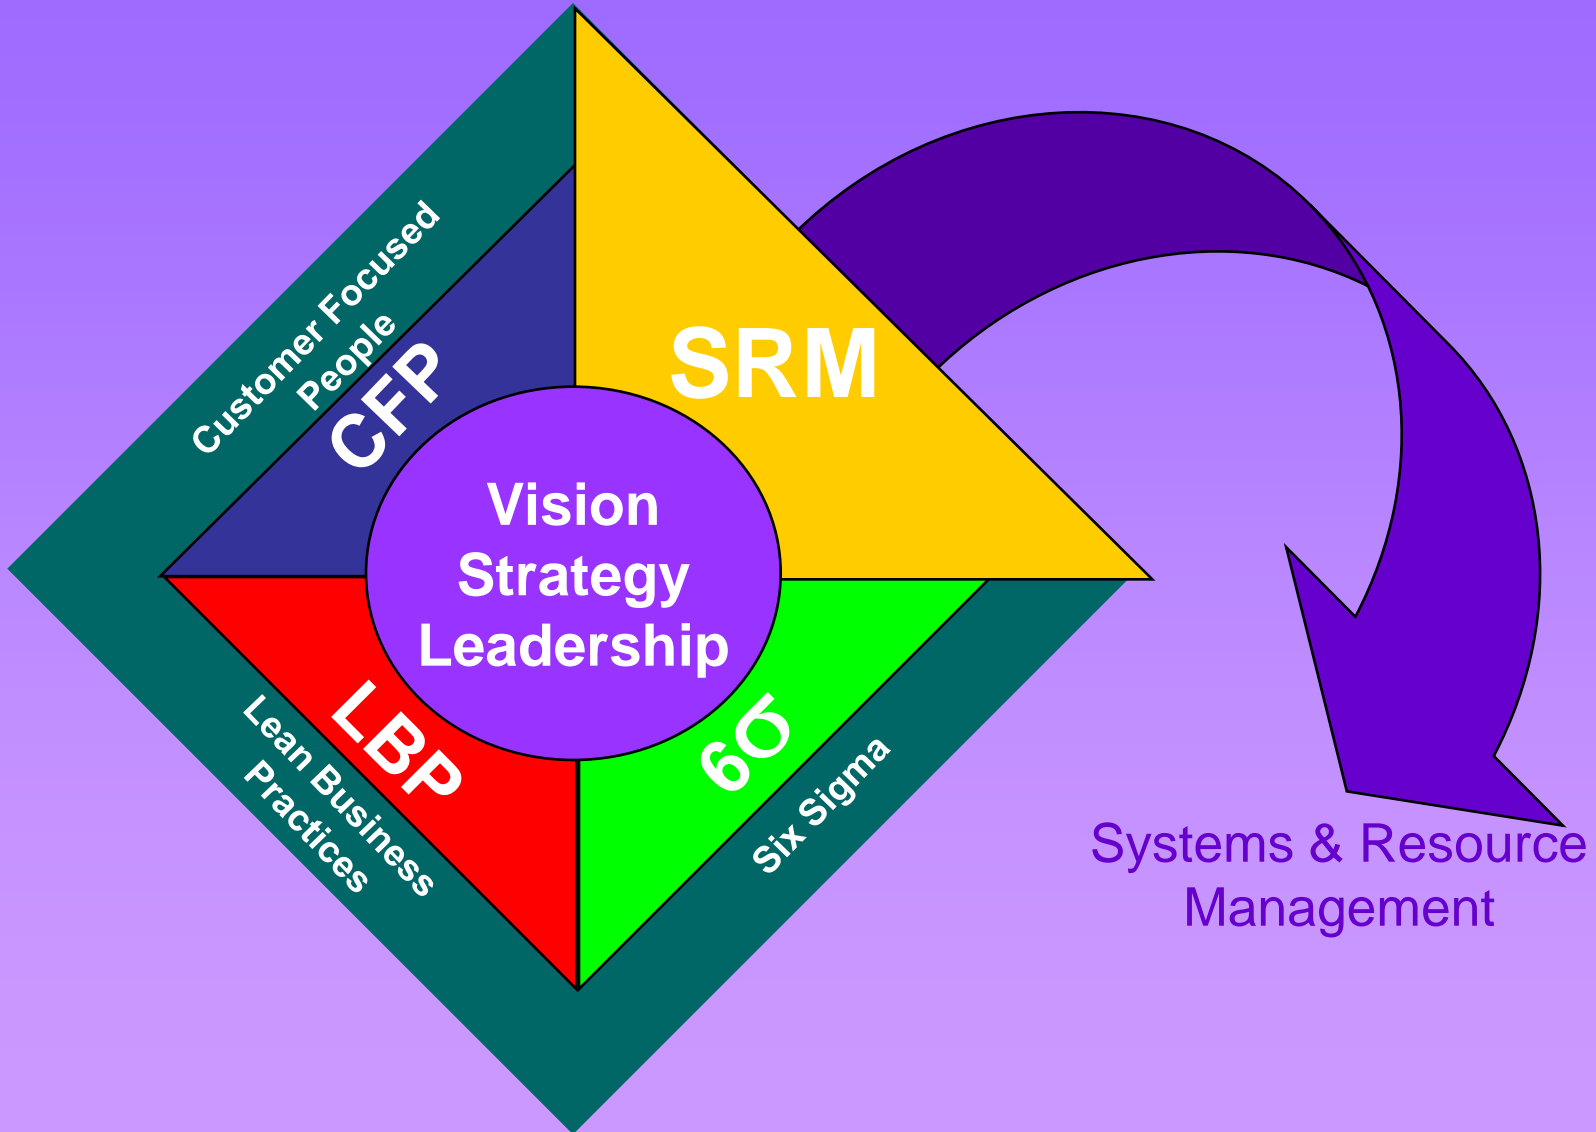 Customer Focused
People
CFP
SRM
Vision
Strategy
Leadership
LBP
Lean Business
Practices
6σ
Six Sigma
Systems & Resource
Management